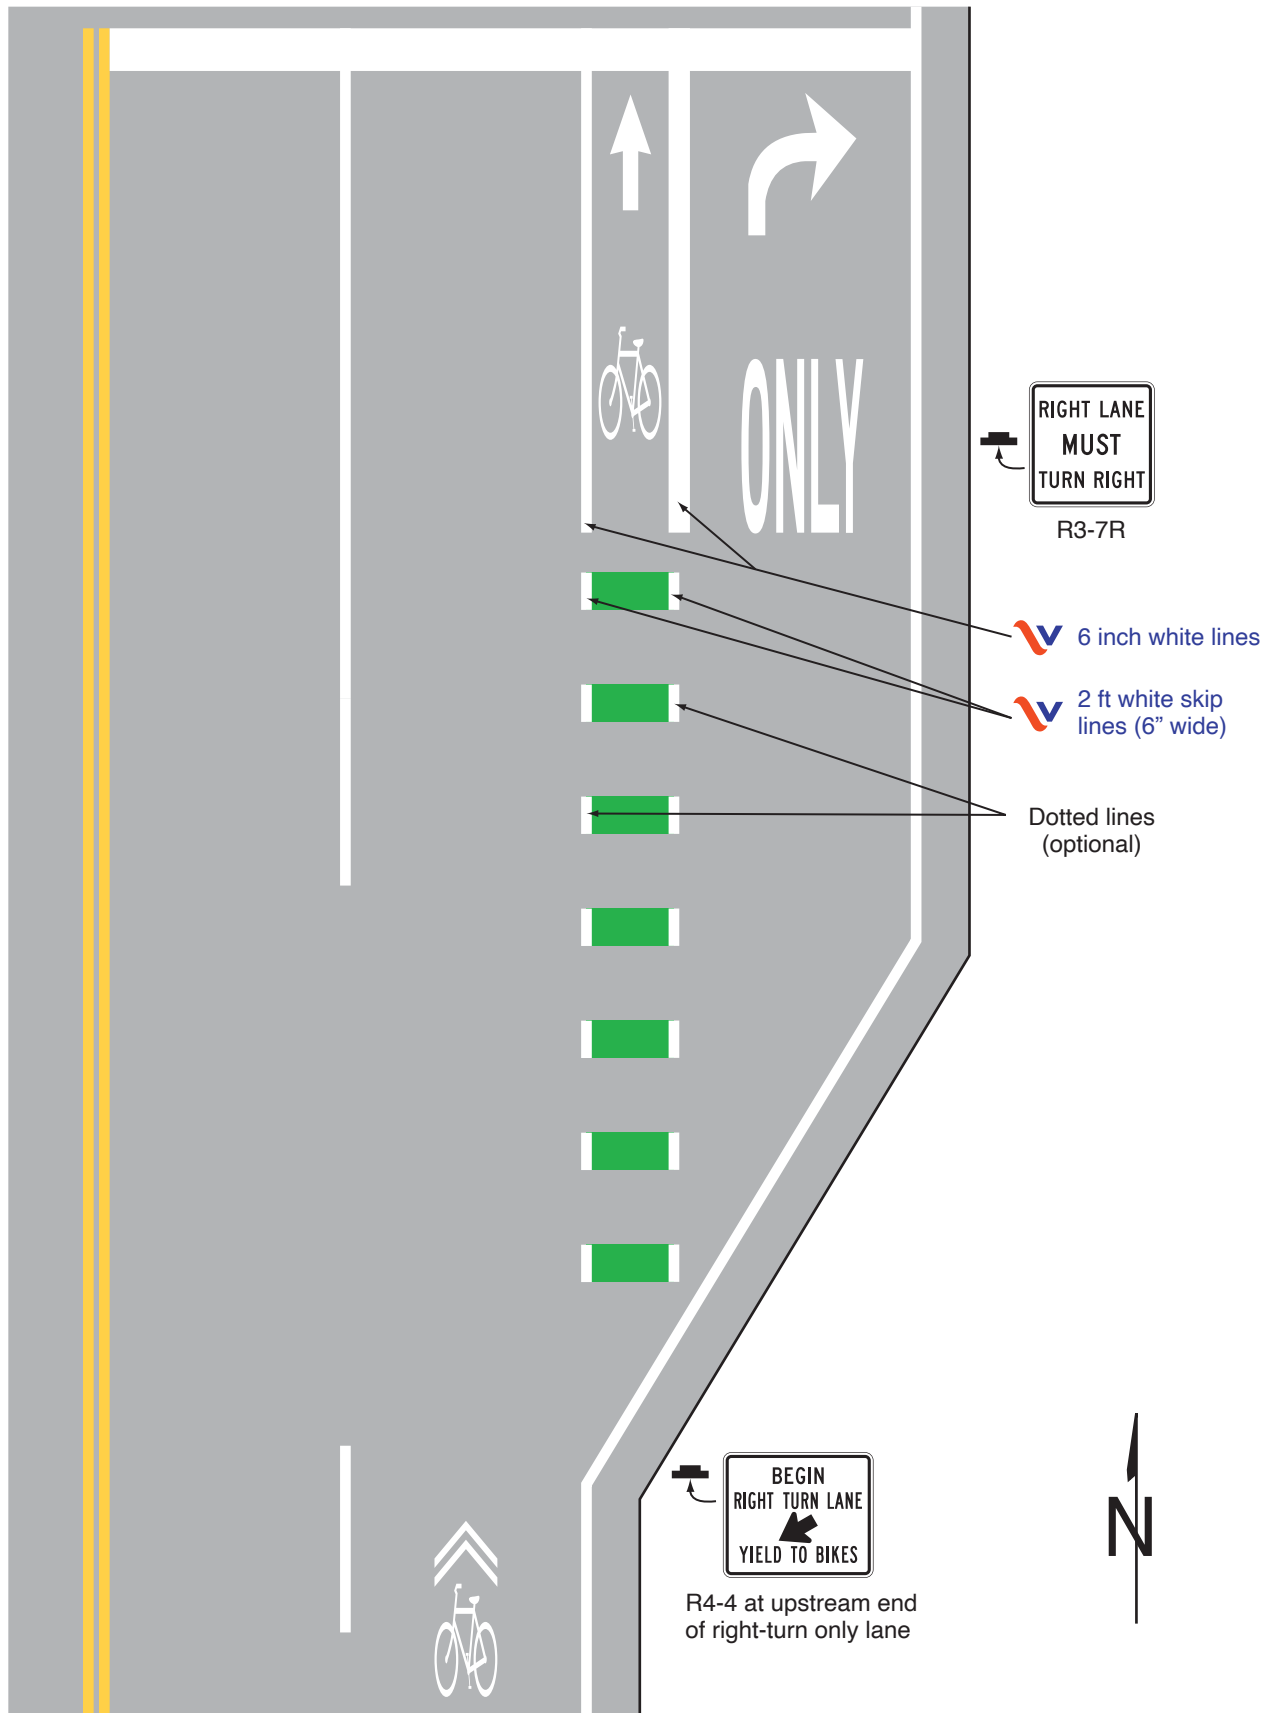 ONLY
RIGHT LANE
MUST
TURN RIGHT
R3-7R
6 inch white lines
2 ft white skip
lines (6” wide)
Dotted lines
(optional)
BEGIN
RIGHT TURN LANE
YIELD TO BIKES
R4-4 at upstream end
of right-turn only lane
N